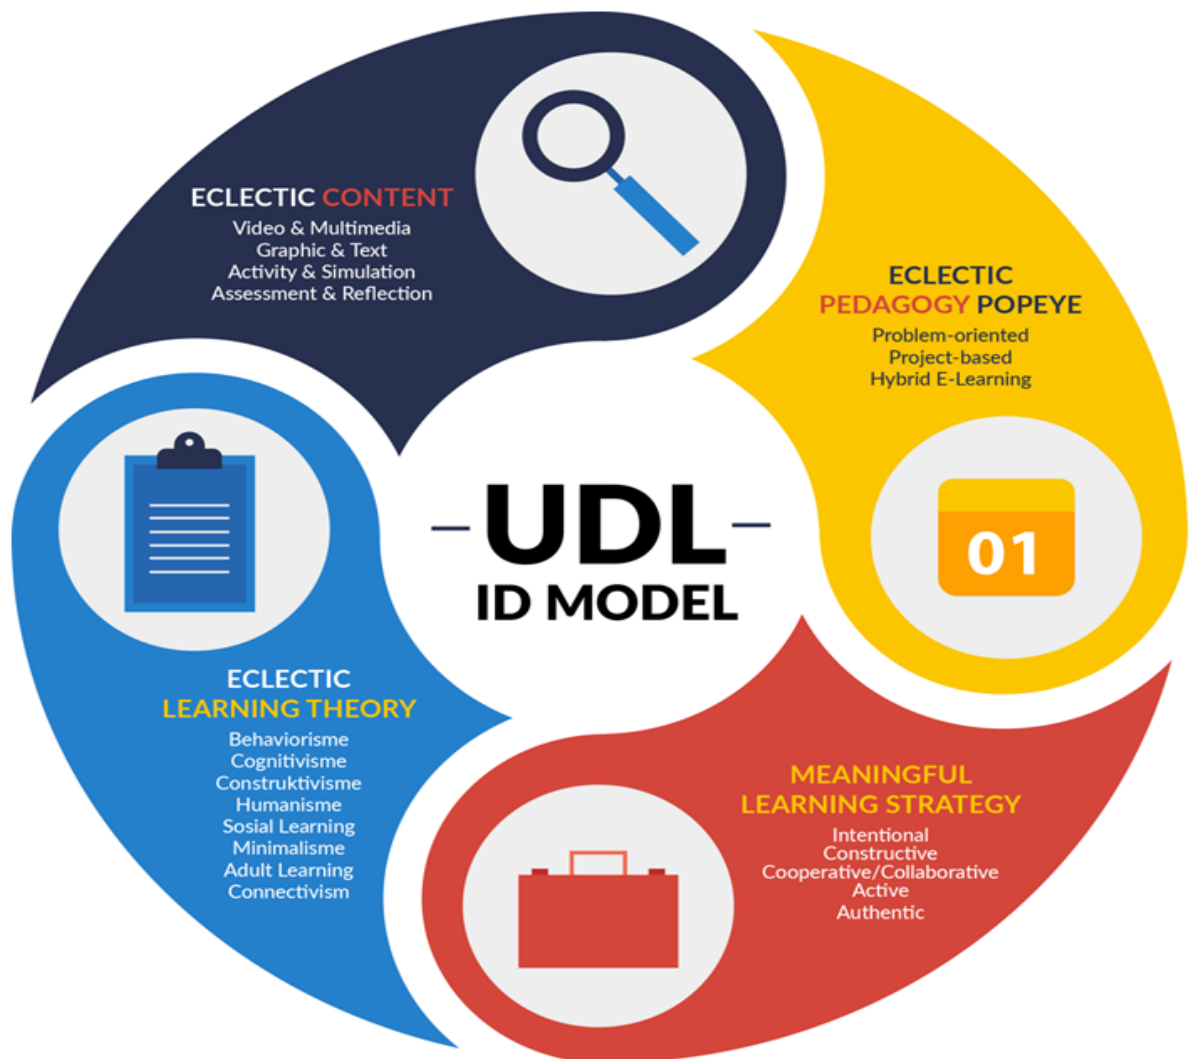 ECLECTIC CONTENT
Video & Multimedia
Graphic & Text
Activity & Simulation
Assessment & Reflection
ECLECTIC
PEDAGOGY POPEYE
Problem-oriented
Project-based
Hybrid E-Learning
01
-UDL-
ID MODEL
ECLECTIC
LEARNING THEORY
Behaviorisme
Cognitivisme
Construktivisme
Humanisme
Sosial Learning
Minimalisme
Adult Learning
Connectivism
MEANINGFUL
LEARNING STRATEGY
Intentional
Constructive
Cooperative/Collaborative
Active
Authentic